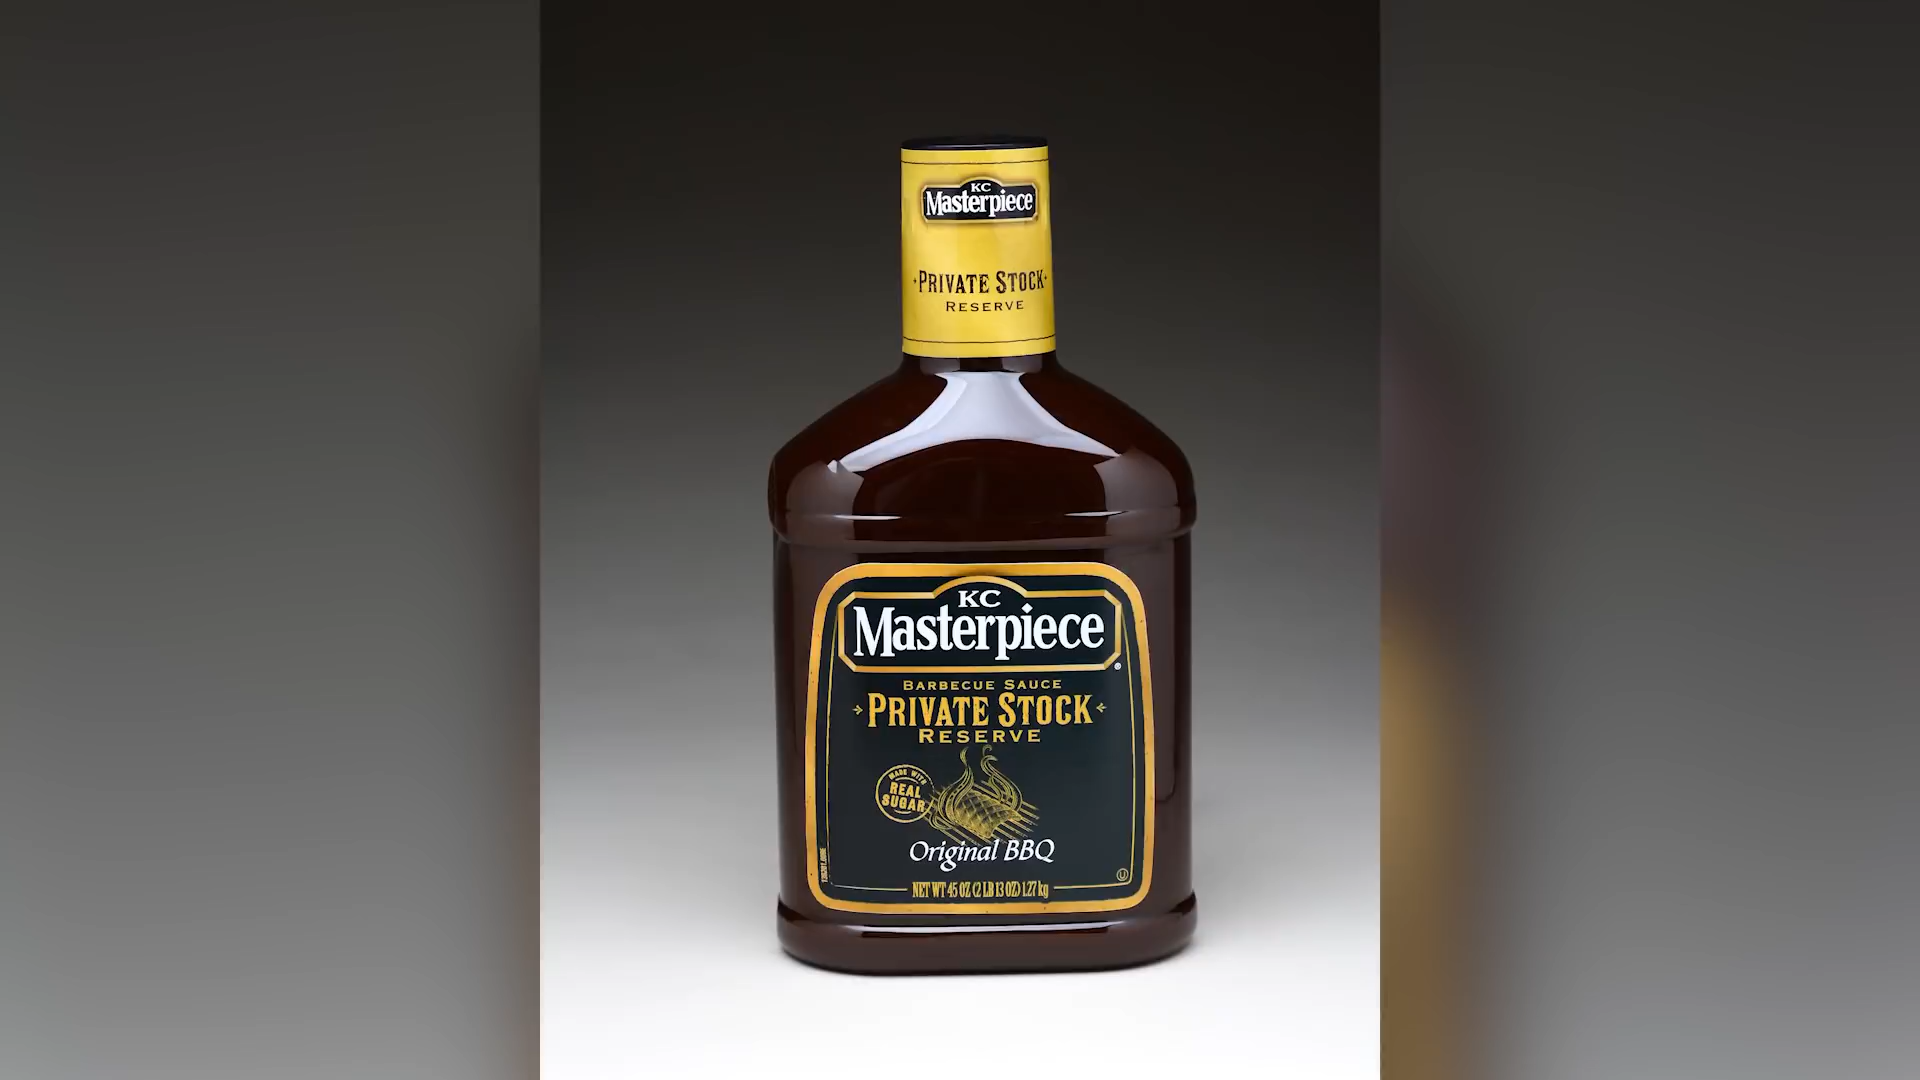 KC
Masterpiece
PRIVATE STOCK
RESERVE
KC
Masterpiece
®
BARBECUE SAUCE
PRIVATE STOCK
RESERVE
MADE WITH
REAL
SUGAR
Original BBQ
NET WT 45 OZ (2 LB 13 OZ) 1.27 kg
U